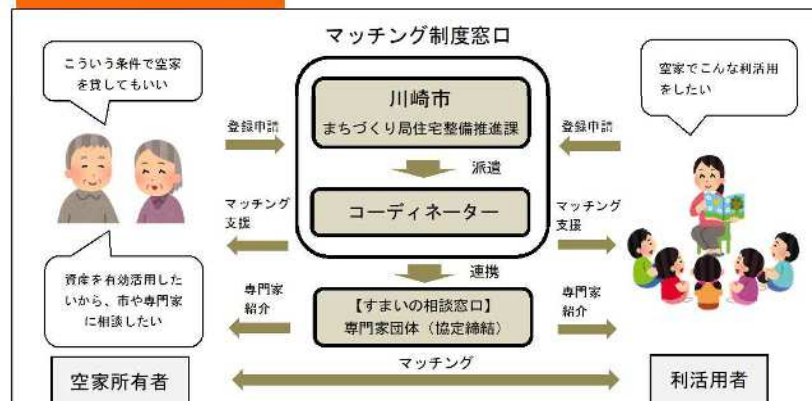 マッチング制度窓口
こういう条件で空家
を貸してもいい
川崎市
まちづくり局住宅整備推進課
空家でこんな利活用
をしたい
登録申請
登録申請
派遣
コーディネーター
マッチング
支援
マッチング
支援
連携
資産を有効活用した
いから、市や専門家
に相談したい
専門家
紹介
【すまいの相談窓口】
専門家団体（協定締結）
専門家
紹介
マッチング
空家所有者
利活用者